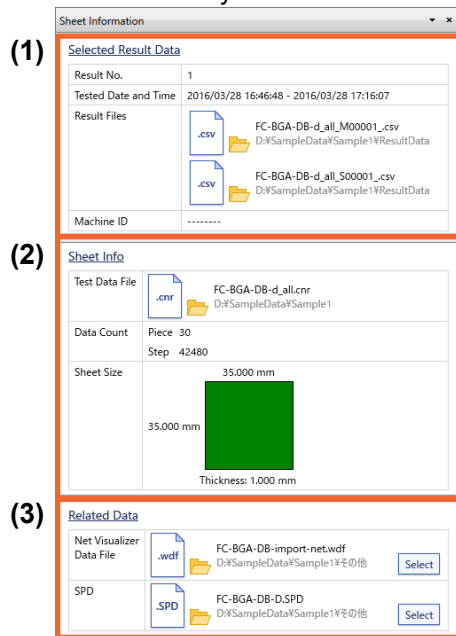 Sheet Information
(1)
Selected Result Data
Result No. 1
Tested Date and Time 2016/03/28 16:46:48 - 2016/03/28 17:16:07
Result Files
.csv
FC-BGA-DB-d_all_M00001_.csv
D:¥SampleData¥Sample1¥ResultData
.csv
FC-BGA-DB-d_all_S00001_.csv
D:¥SampleData¥Sample1¥ResultData
Machine ID --------
(2)
Sheet Info
Test Data File
.cnr
FC-BGA-DB-d_all.cnr
D:¥SampleData¥Sample1
Data Count Piece 30
Step 42480
Sheet Size
35.000 mm
35.000 mm
Thickness: 1.000 mm
(3)
Related Data
Net Visualizer
Data File
.wdf
FC-BGA-DB-import-net.wdf
D:¥SampleData¥Sample1¥その他
Select
SPD
.SPD
FC-BGA-DB-D.SPD
D:¥SampleData¥Sample1¥その他
Select